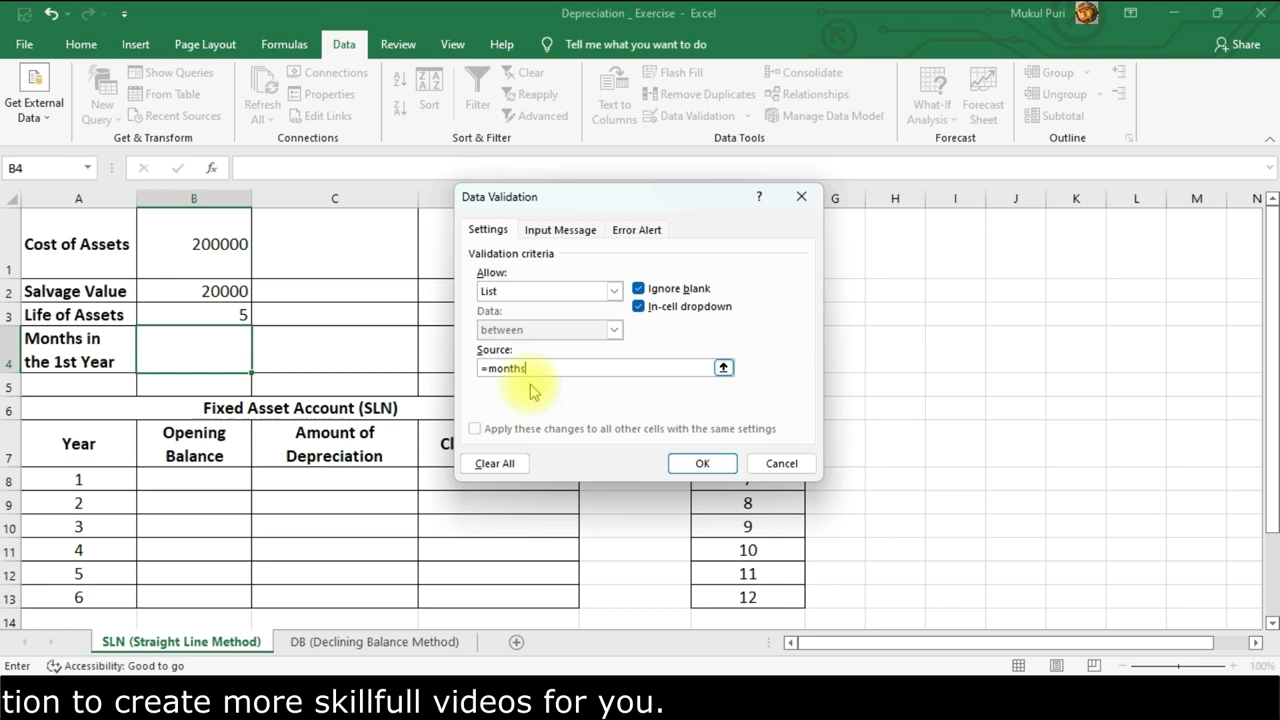 Depreciation _ Exercise - Excel
Mukul Puri
File Home Insert Page Layout Formulas Data Review View Help Tell me what you want to do Share
Get External Data
New Query
Show Queries
From Table
Recent Sources
Get & Transform
Refresh All
Connections
Properties
Edit Links
Connections
Sort
Filter
Clear
Reapply
Advanced
Sort & Filter
Text to Columns
Flash Fill
Remove Duplicates
Data Validation
Consolidate
Relationships
Manage Data Model
Data Tools
What-If Analysis
Forecast Sheet
Forecast
Group
Ungroup
Subtotal
Outline
B4
fx
A B C G H I J K L M N
1 Cost of Assets 200000
2 Salvage Value 20000
3 Life of Assets 5
4 Months in the 1st Year
5
6 Fixed Asset Account (SLN)
7 Year Opening Balance Amount of Depreciation Cl
8 1
9 2 8
10 3 9
11 4 10
12 5 11
13 6 12
14
Data Validation ?
Settings Input Message Error Alert
Validation criteria
Allow:
List
Ignore blank
In-cell dropdown
Data:
between
Source:
=months
Apply these changes to all other cells with the same settings
Clear All OK Cancel
SLN (Straight Line Method) DB (Declining Balance Method)
Enter Accessibility: Good to go 100%
tion to create more skillfull videos for you.